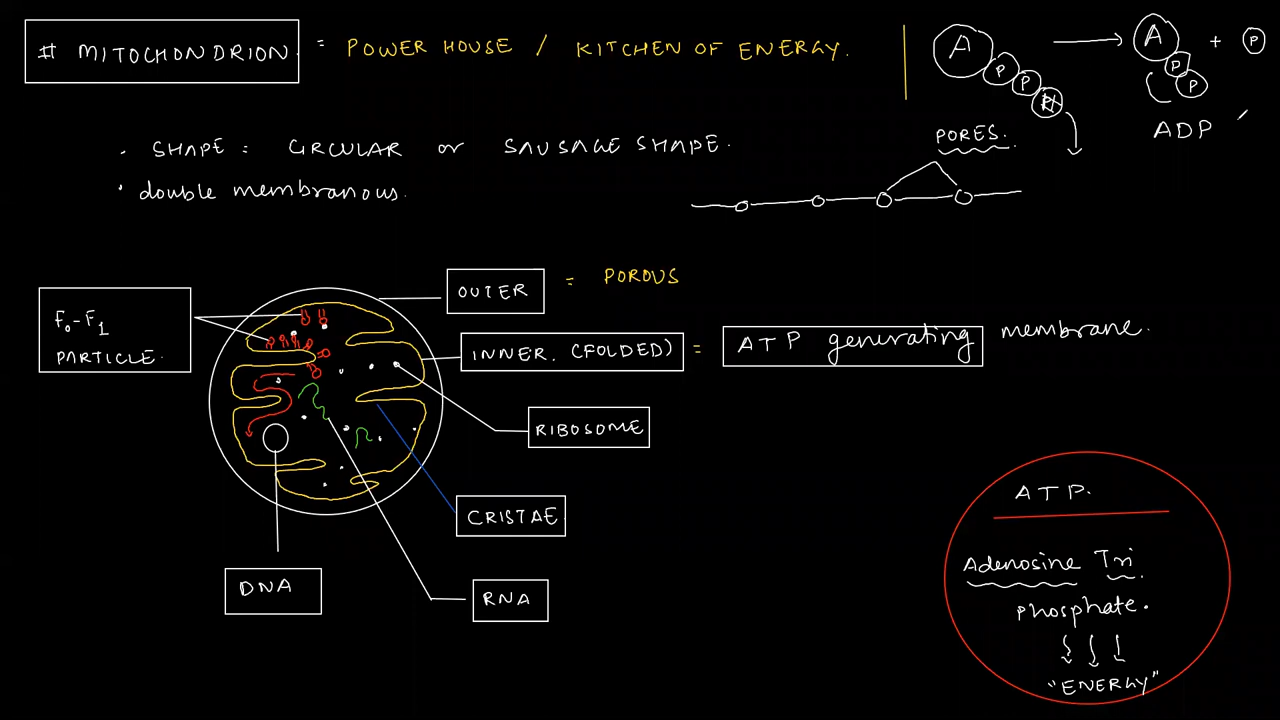 # MITOCHONDRION = POWER HOUSE / KITCHEN OF ENERGY.
A P P → A P P + P
ADP
. SHAPE = CIRCULAR or SAUSAGE SHAPE.
. double membranous.
PORES.
OUTER = POROUS
F₀-F₁
PARTICLE.
INNER. (FOLDED) = ATP generating membrane.
RIBOSOME
CRISTAE
DNA
RNA
ATP.
Adenosine Tri
Phosphate.
"ENERGY"